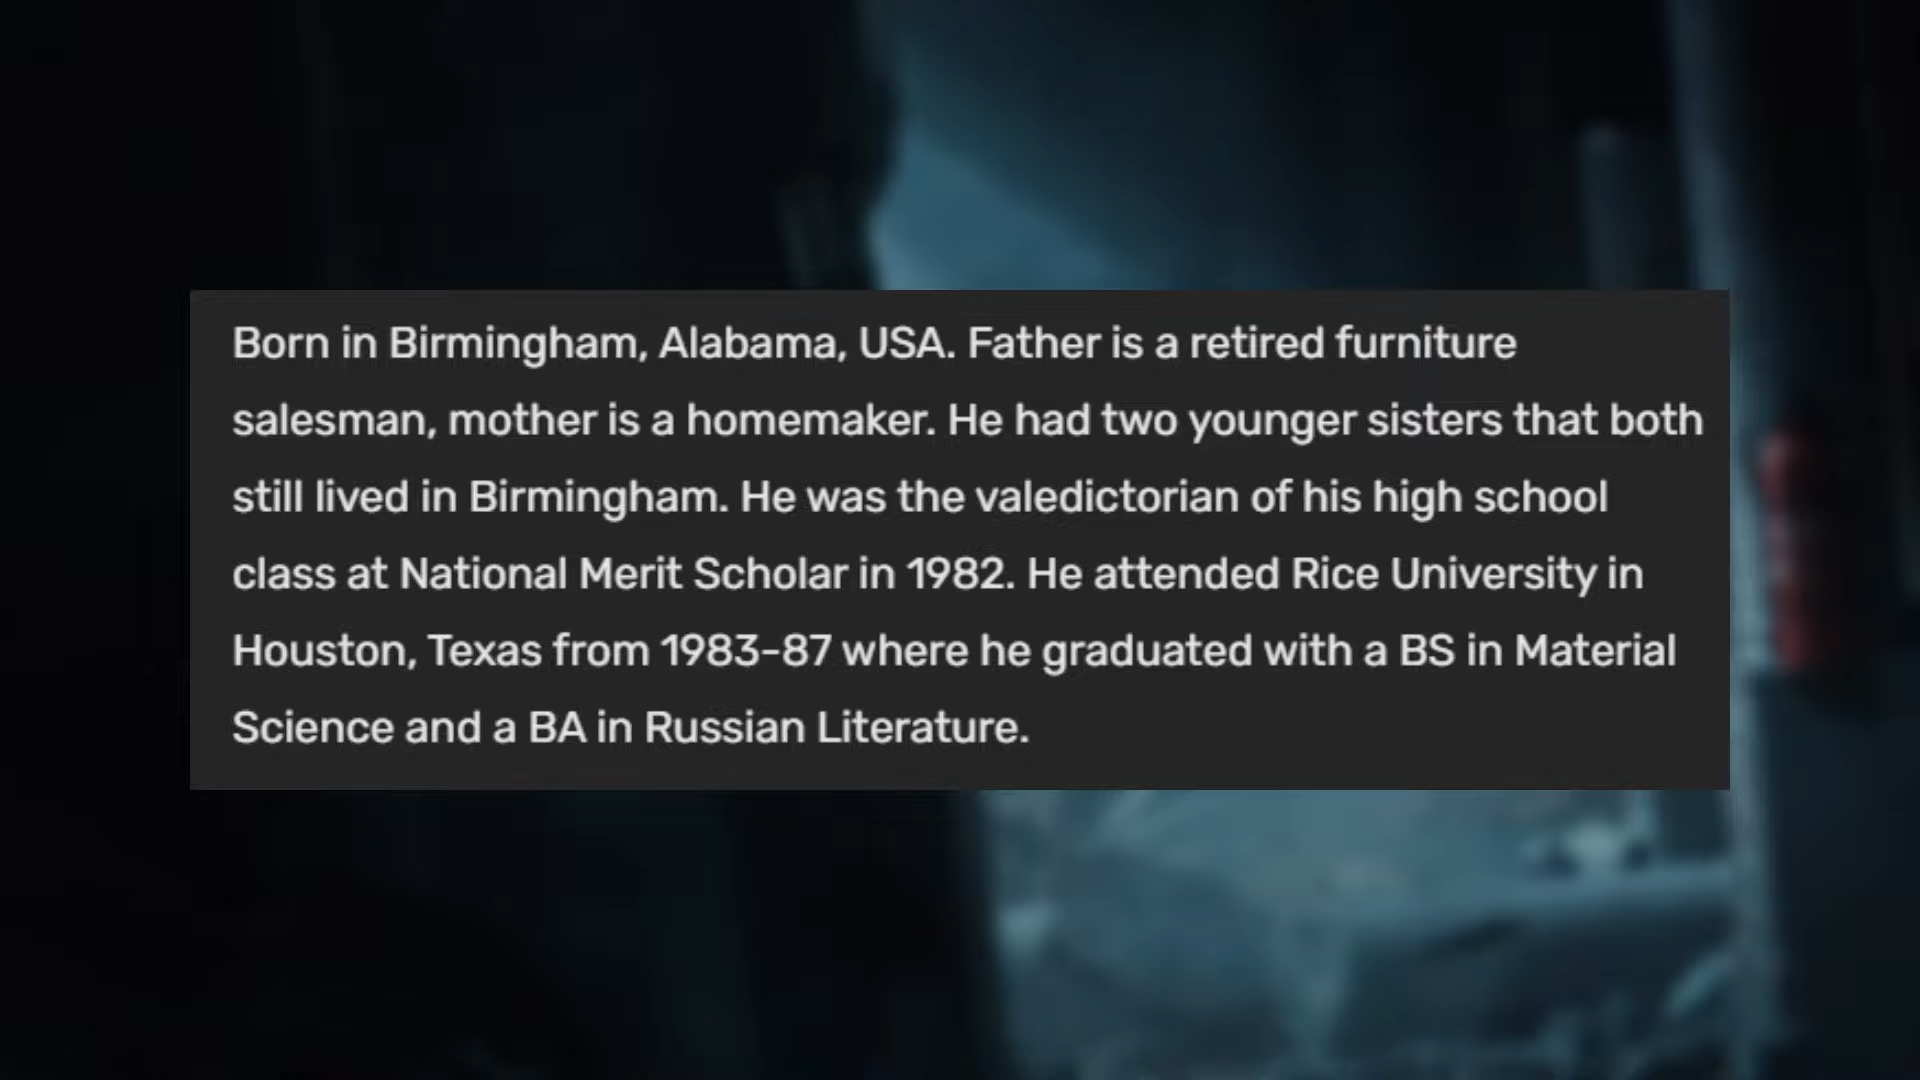 Born in Birmingham, Alabama, USA. Father is a retired furniture
salesman, mother is a homemaker. He had two younger sisters that both
still lived in Birmingham. He was the valedictorian of his high school
class at National Merit Scholar in 1982. He attended Rice University in
Houston, Texas from 1983-87 where he graduated with a BS in Material
Science and a BA in Russian Literature.